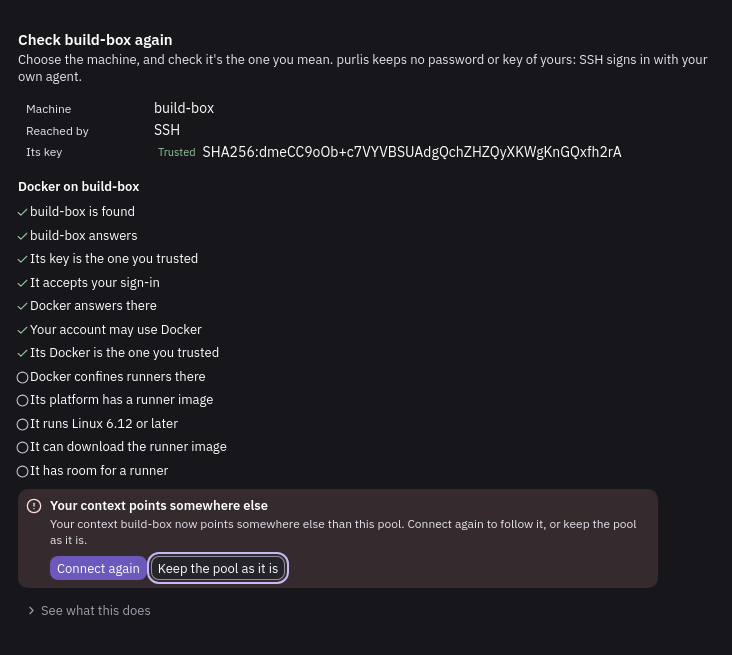 Check build-box again
Choose the machine, and check it's the one you mean. purlis keeps no password or key of yours: SSH signs in with your
own agent.
Machine build-box
Reached by SSH
Its key Trusted SHA256:dmeCC9oOb+c7VYVBSUAdgQchZHZQyXKWgKnGQxfh2rA
Docker on build-box
build-box is found
build-box answers
Its key is the one you trusted
It accepts your sign-in
Docker answers there
Your account may use Docker
Its Docker is the one you trusted
Docker confines runners there
Its platform has a runner image
It runs Linux 6.12 or later
It can download the runner image
It has room for a runner
Your context points somewhere else
Your context build-box now points somewhere else than this pool. Connect again to follow it, or keep the pool
as it is.
Connect again Keep the pool as it is
See what this does